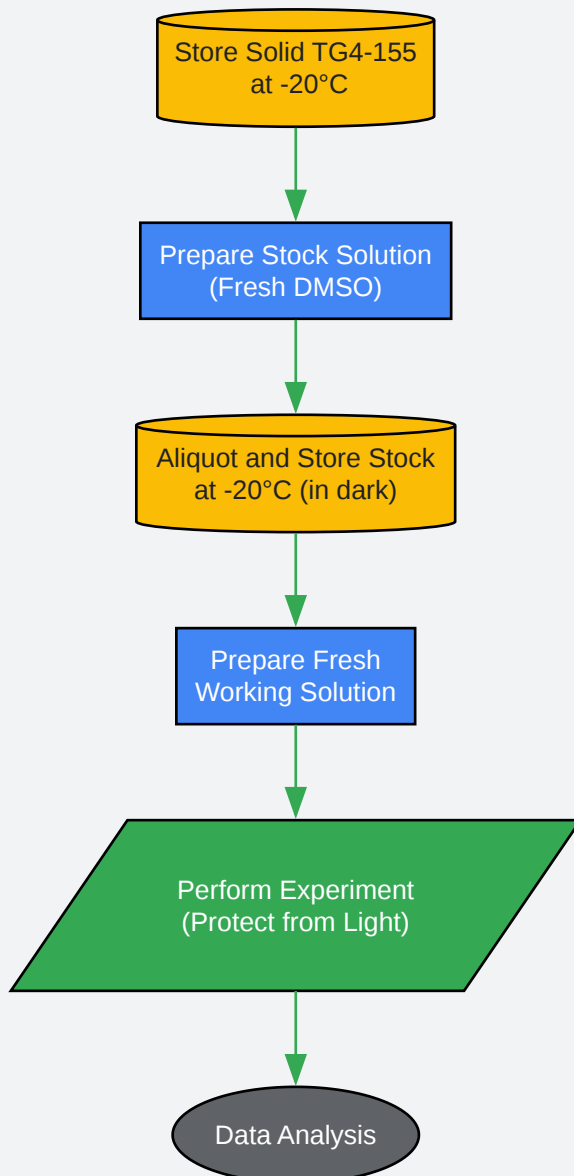 Store Solid TG4-155
at -20°C
Prepare Stock Solution
(Fresh DMSO)
Aliquot and Store Stock
at -20°C (in dark)
Prepare Fresh
Working Solution
Perform Experiment
(Protect from Light)
Data Analysis